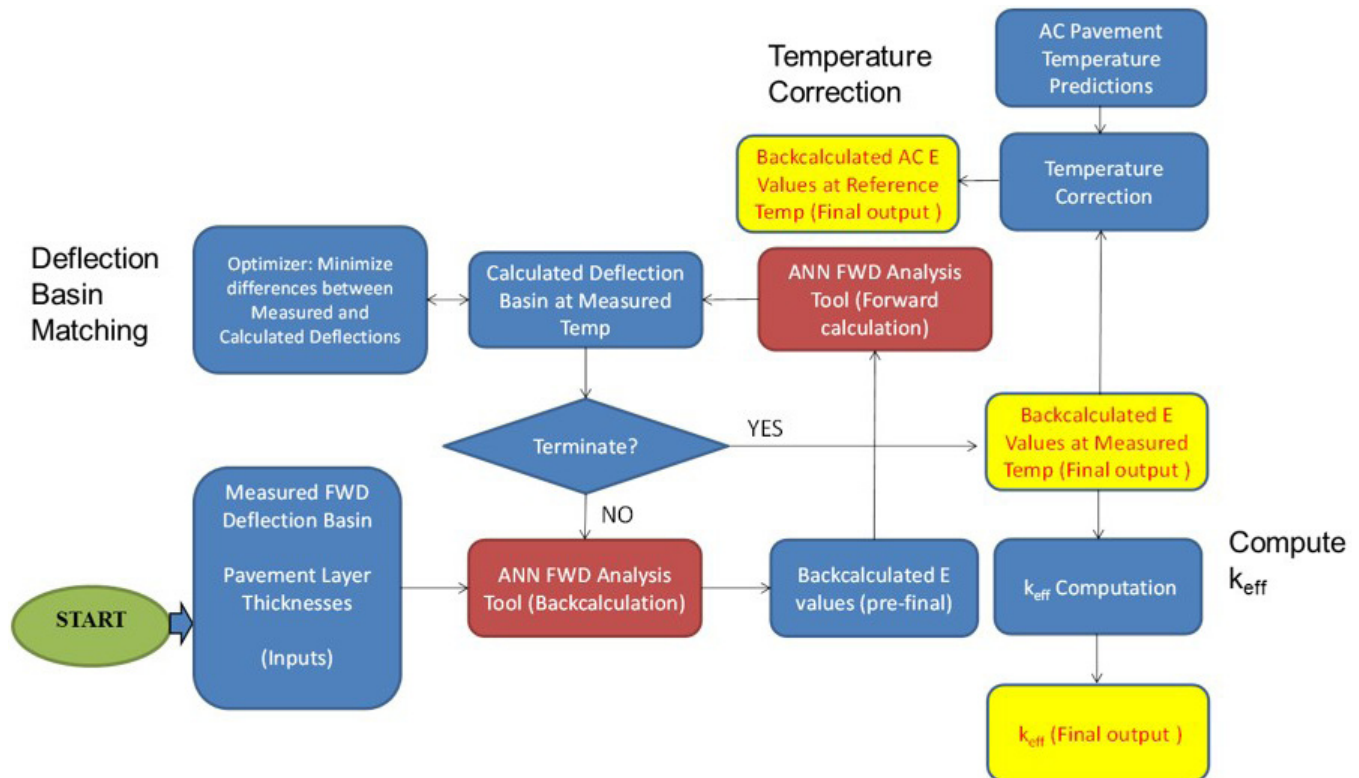 AC Pavement
Temperature
Predictions
Temperature
Correction
Backcalculated AC E
Values at Reference
Temp (Final output )
Temperature
Correction
Deflection
Basin
Matching
Optimizer: Minimize
differences between
Measured and
Calculated Deflections
Calculated Deflection
Basin at Measured
Temp
ANN FWD Analysis
Tool (Forward
calculation)
Terminate?
YES
NO
Backcalculated E
Values at Measured
Temp (Final output )
START
Measured FWD
Deflection Basin
Pavement Layer
Thicknesses
(Inputs)
ANN FWD Analysis
Tool (Backcalculation)
Backcalculated E
values (pre-final)
keff Computation
Compute
keff
keff (Final output )